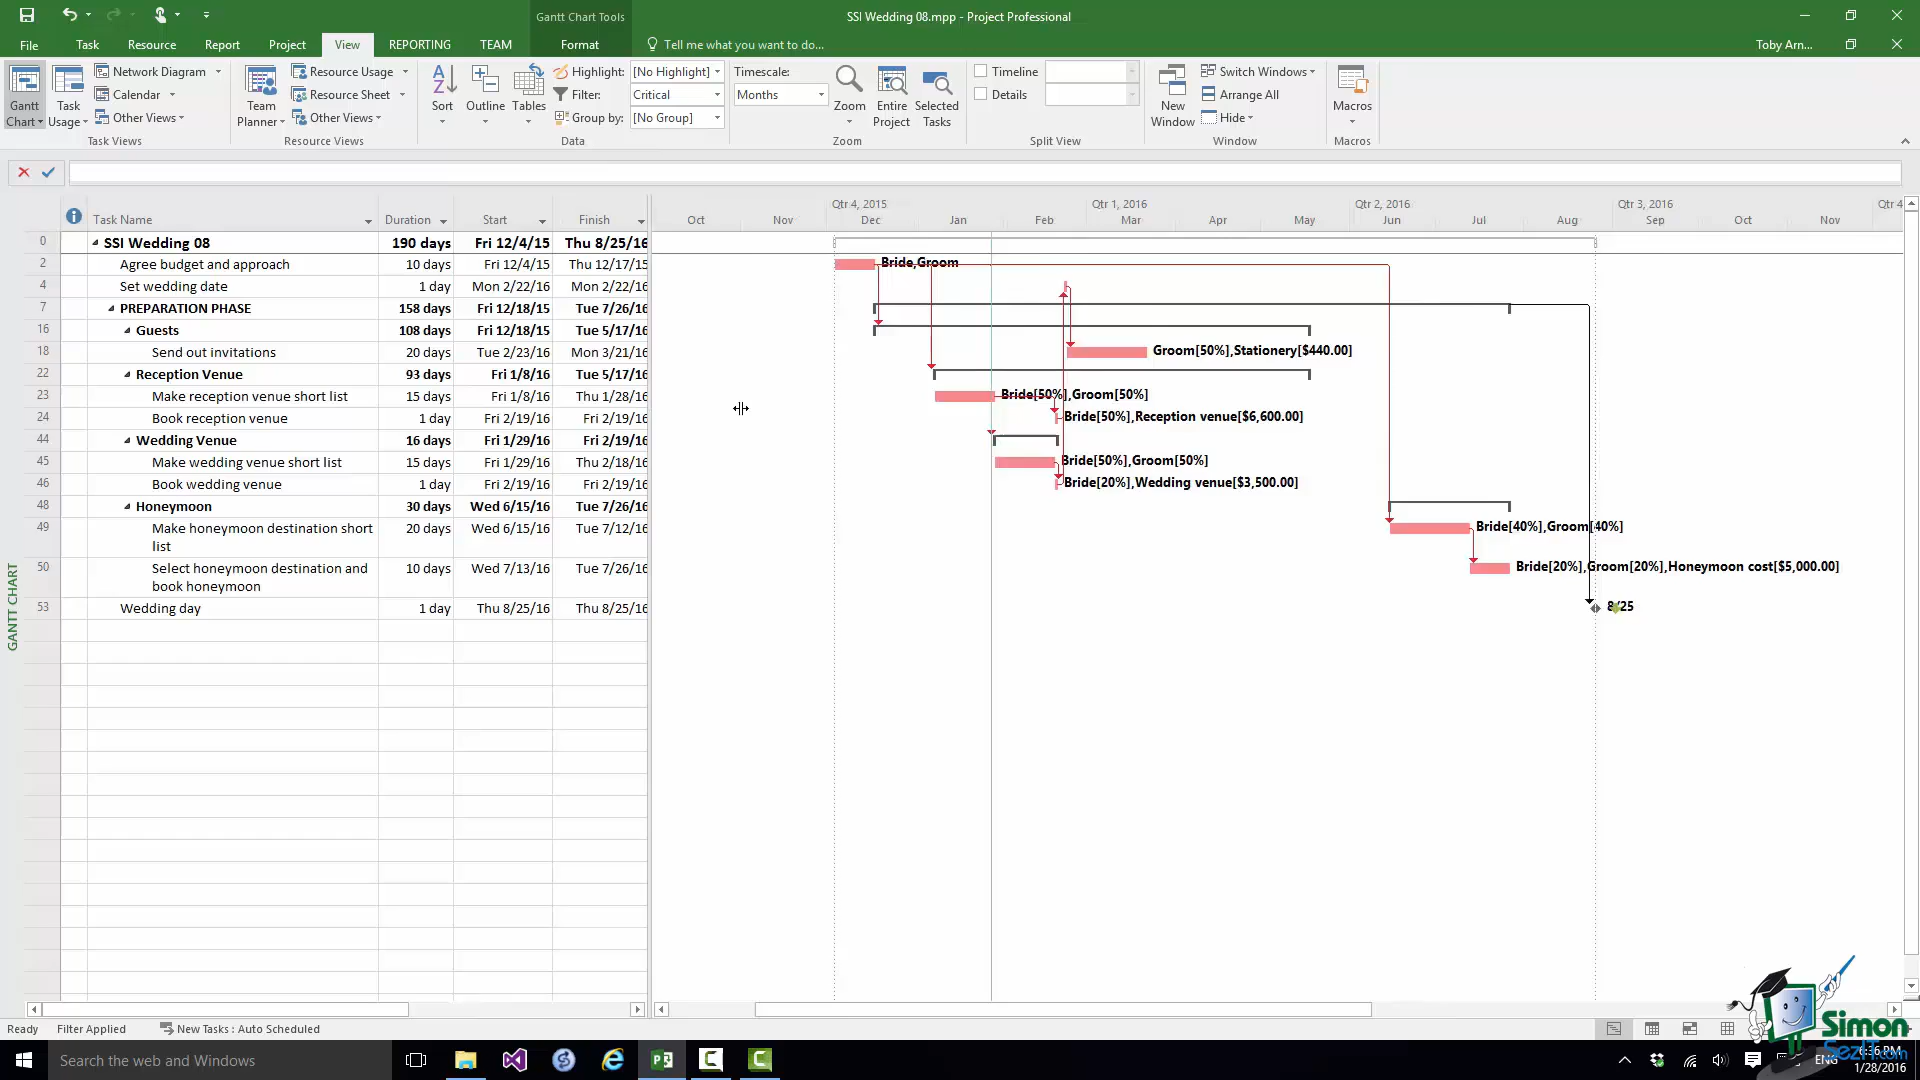 Gantt Chart Tools
SSI Wedding 08.mpp - Project Professional
File Task Resource Report Project View REPORTING TEAM Format Tell me what you want to do... Toby Arn...
Gantt Chart
Task Usage
Network Diagram
Calendar
Other Views
Task Views
Team Planner
Resource Usage
Resource Sheet
Other Views
Resource Views
Sort
Outline
Tables
Highlight: [No Highlight]
Filter: Critical
Group by: [No Group]
Data
Timescale:
Months
Zoom
Entire Project
Selected Tasks
Zoom
Timeline
Details
Split View
New Window
Switch Windows
Arrange All
Hide
Window
Macros
Macros
Task Name Duration Start Finish
Qtr 4, 2015 Qtr 1, 2016 Qtr 2, 2016 Qtr 3, 2016 Qtr 4
Oct Nov Dec Jan Feb Mar Apr May Jun Jul Aug Sep Oct Nov
0 SSI Wedding 08 190 days Fri 12/4/15 Thu 8/25/16
2 Agree budget and approach 10 days Fri 12/4/15 Thu 12/17/15 Bride,Groom
4 Set wedding date 1 day Mon 2/22/16 Mon 2/22/16
7 PREPARATION PHASE 158 days Fri 12/18/15 Tue 7/26/16
16 Guests 108 days Fri 12/18/15 Tue 5/17/16
18 Send out invitations 20 days Tue 2/23/16 Mon 3/21/16 Groom[50%],Stationery[$440.00]
22 Reception Venue 93 days Fri 1/8/16 Tue 5/17/16
23 Make reception venue short list 15 days Fri 1/8/16 Thu 1/28/16 Bride[50%],Groom[50%]
24 Book reception venue 1 day Fri 2/19/16 Fri 2/19/16 Bride[50%],Reception venue[$6,600.00]
44 Wedding Venue 16 days Fri 1/29/16 Fri 2/19/16
45 Make wedding venue short list 15 days Fri 1/29/16 Thu 2/18/16 Bride[50%],Groom[50%]
46 Book wedding venue 1 day Fri 2/19/16 Fri 2/19/16 Bride[20%],Wedding venue[$3,500.00]
48 Honeymoon 30 days Wed 6/15/16 Tue 7/26/16
49 Make honeymoon destination short list 20 days Wed 6/15/16 Tue 7/12/16 Bride[40%],Groom[40%]
50 Select honeymoon destination and book honeymoon 10 days Wed 7/13/16 Tue 7/26/16 Bride[20%],Groom[20%],Honeymoon cost[$5,000.00]
53 Wedding day 1 day Thu 8/25/16 Thu 8/25/16 8/25
GANTT CHART
Ready Filter Applied New Tasks : Auto Scheduled
Simon SezIT.com
Search the web and Windows
ENG
6:36 PM
1/28/2016